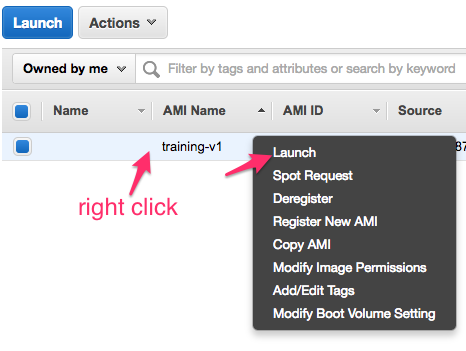 Launch Actions
Owned by me Filter by tags and attributes or search by keyword
Name AMI Name AMI ID Source
training-v1 87
Launch
right click
Spot Request
Deregister
Register New AMI
Copy AMI
Modify Image Permissions
Add/Edit Tags
Modify Boot Volume Setting